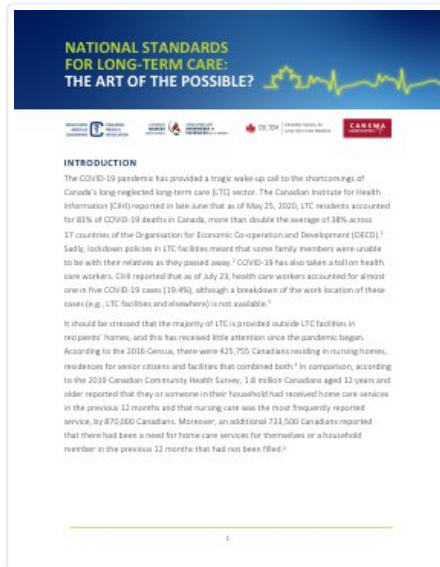 NATIONAL STANDARDS
FOR LONG-TERM CARE:
THE ART OF THE POSSIBLE?
CANADIAN
MEDICAL
ASSOCIATION
CANSWA
INTRODUCTION
The COVID-19 pandemic has provided a tragic wake-up call to the shortcomings of
Canada's long-neglected long-term care (LTC) sector. The Canadian Institute for Health
Information (CIHI) reported in late June that as of May 25, 2020, LTC residents accounted
for 81% of COVID-19 deaths in Canada, more than double the average of 38% across
17 countries of the Organisation for Economic Co-operation and Development (OECD).¹
Sadly, lockdown policies in LTC facilities meant that some family members were unable
to be with their relatives as they passed away.² COVID-19 has also taken a toll on health
care workers. CIHI reported that as of July 23, health care workers accounted for almost
one in five COVID-19 cases (19.4%), although a breakdown of the work location of these
cases (e.g., LTC facilities and elsewhere) is not available.³
It should be stressed that the majority of LTC is provided outside LTC facilities in
recipients' homes, and this has received little attention since the pandemic began.
According to the 2016 Census, there were 425,755 Canadians residing in nursing homes,
residences for senior citizens and facilities that combined both.⁴ In comparison, according
to the 2019 Canadian Community Health Survey, 1.8 million Canadians aged 12 years and
older reported that they or someone in their household had received home care services
in the previous 12 months and that nursing care was the most frequently reported
service, by 870,000 Canadians. Moreover, an additional 733,500 Canadians reported
that there had been a need for home care services for themselves or a household
member in the previous 12 months that had not been filled.⁵
1